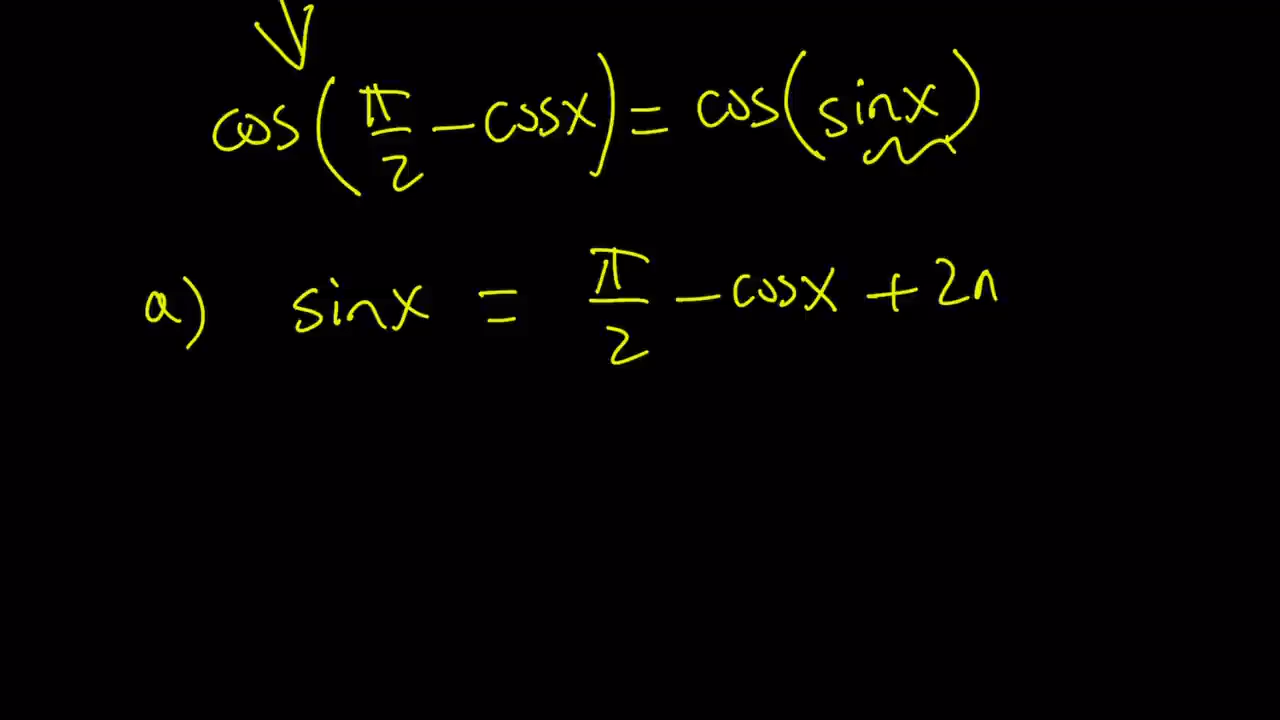 cos(π/2 - cosx) = cos(sinx)
a) sinx = π/2 - cosx + 2n